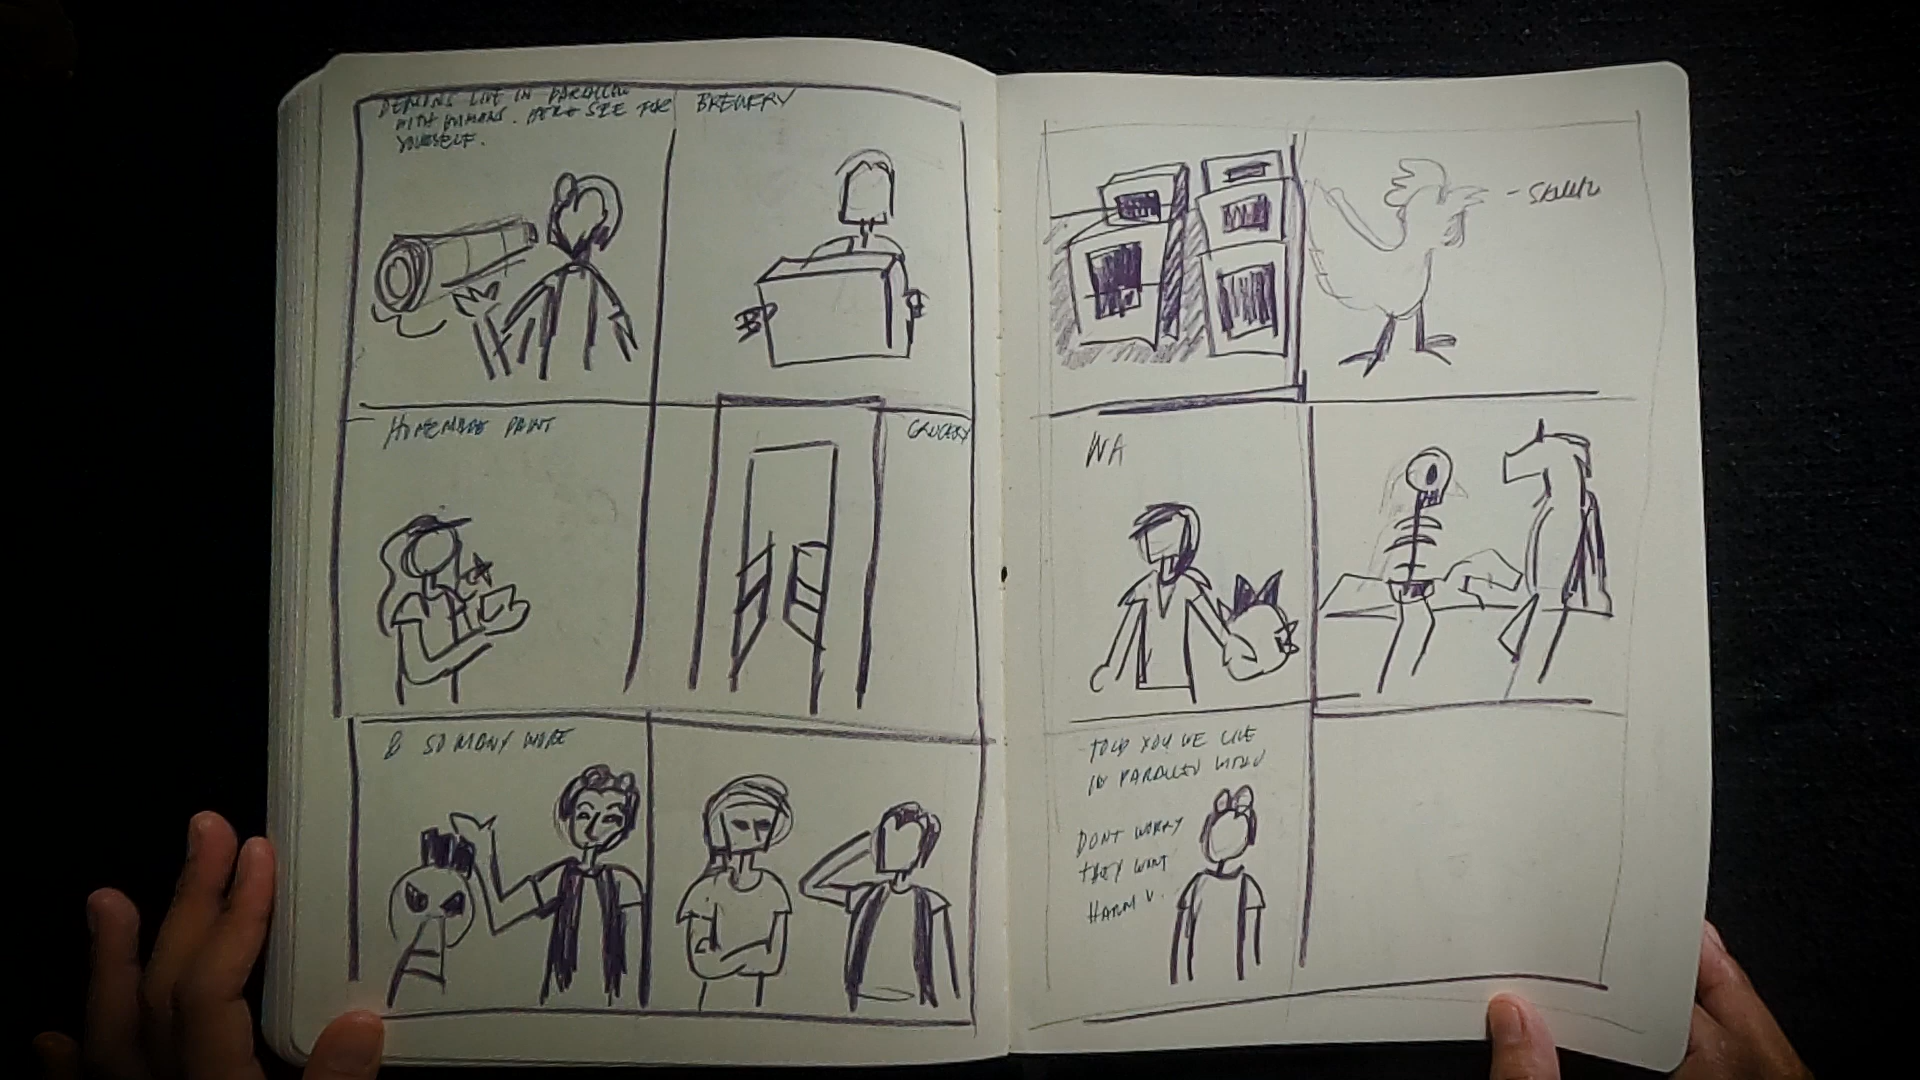 DEMONS LIVE IN PARALLEL
WITH HUMANS. HERE SEE FOR
YOURSELF.
BREWERY
HOMEMADE PAINT
GROCERY
& SO MANY MORE
WA
TOLD YOU WE LIVE
IN PARALLEL
DONT WORRY
THEY WONT
HARM U.